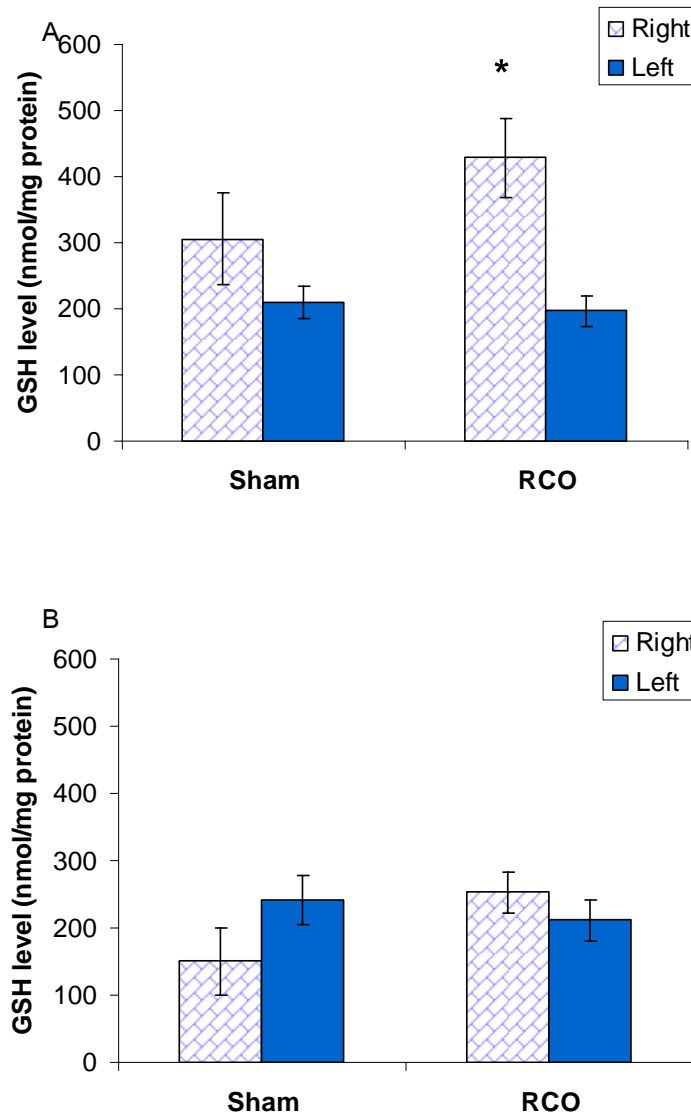 A
Right
Left
*
600
500
400
300
200
100
0
GSH level (nmol/mg protein)
Sham RCO
B
Right
Left
600
500
400
300
200
100
0
GSH level (nmol/mg protein)
Sham RCO